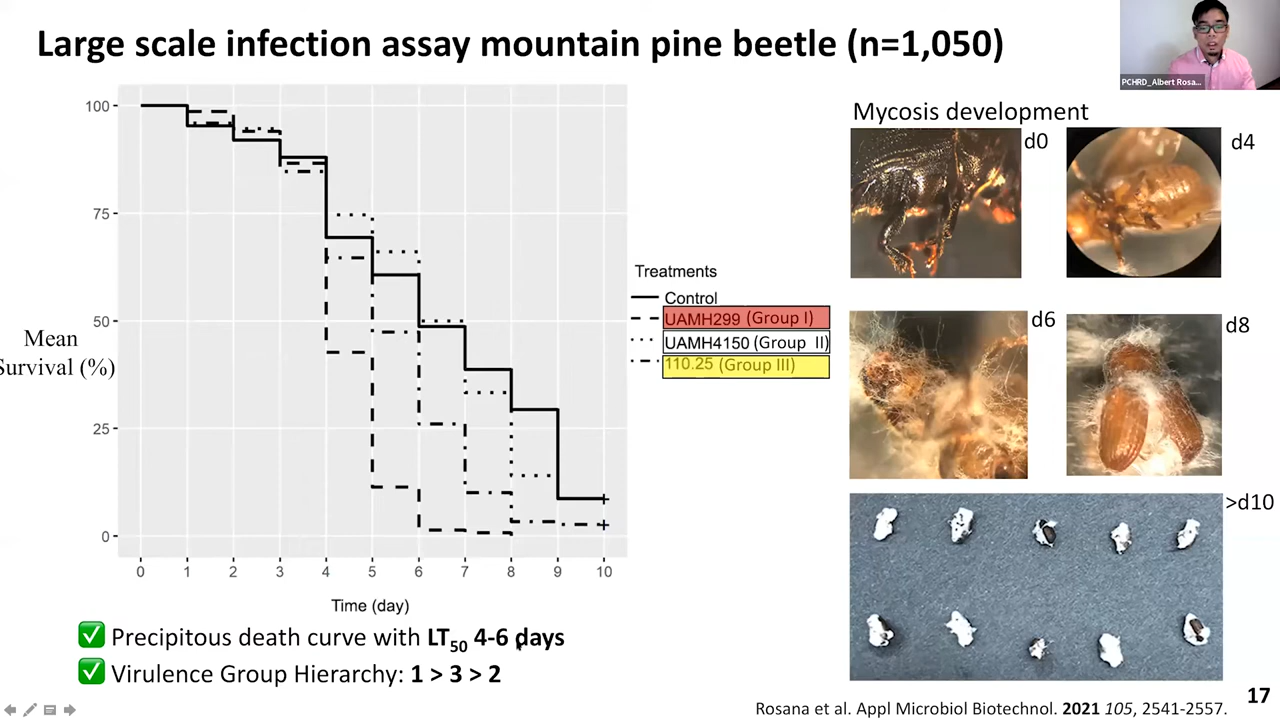 Large scale infection assay mountain pine beetle (n=1,050)
PCHRD_Albert Rosa...
Mycosis development
d0
d4
d6
d8
>d10
Mean
Survival (%)
100
75
50
25
0
0 1 2 3 4 5 6 7 8 9 10
Time (day)
Treatments
Control
UAMH299 (Group I)
UAMH4150 (Group II)
110.25 (Group III)
✅ Precipitous death curve with LT50 4-6 days
✅ Virulence Group Hierarchy: 1 > 3 > 2
Rosana et al. Appl Microbiol Biotechnol. 2021 105, 2541-2557.
17